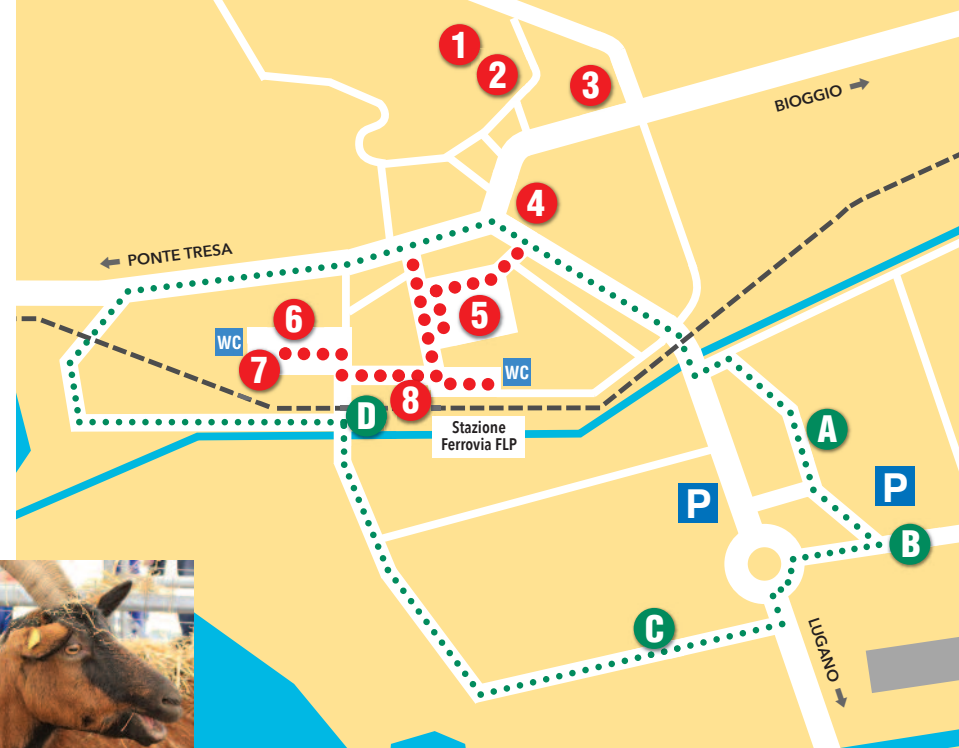 1
2
3
BIOGGIO
4
PONTE TRESA
6
5
WC
7
WC
8
D
Stazione
Ferrovia FLP
A
P
P
B
C
LUGANO